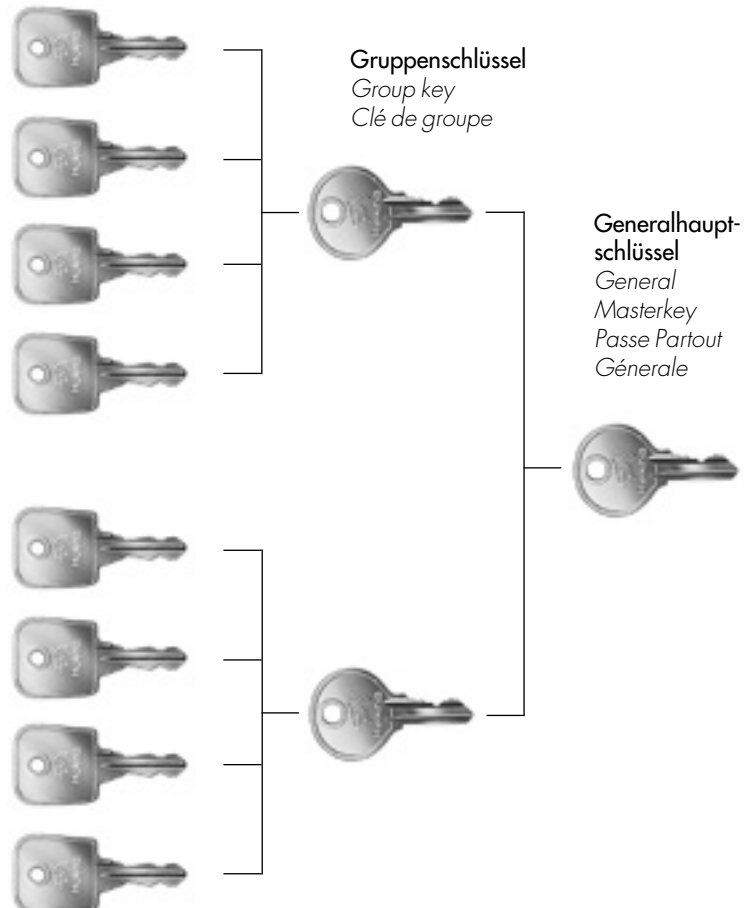 Gruppenschlüssel
Group key
Clé de groupe
Generalhaupt-
schlüssel
General
Masterkey
Passe Partout
Génerale